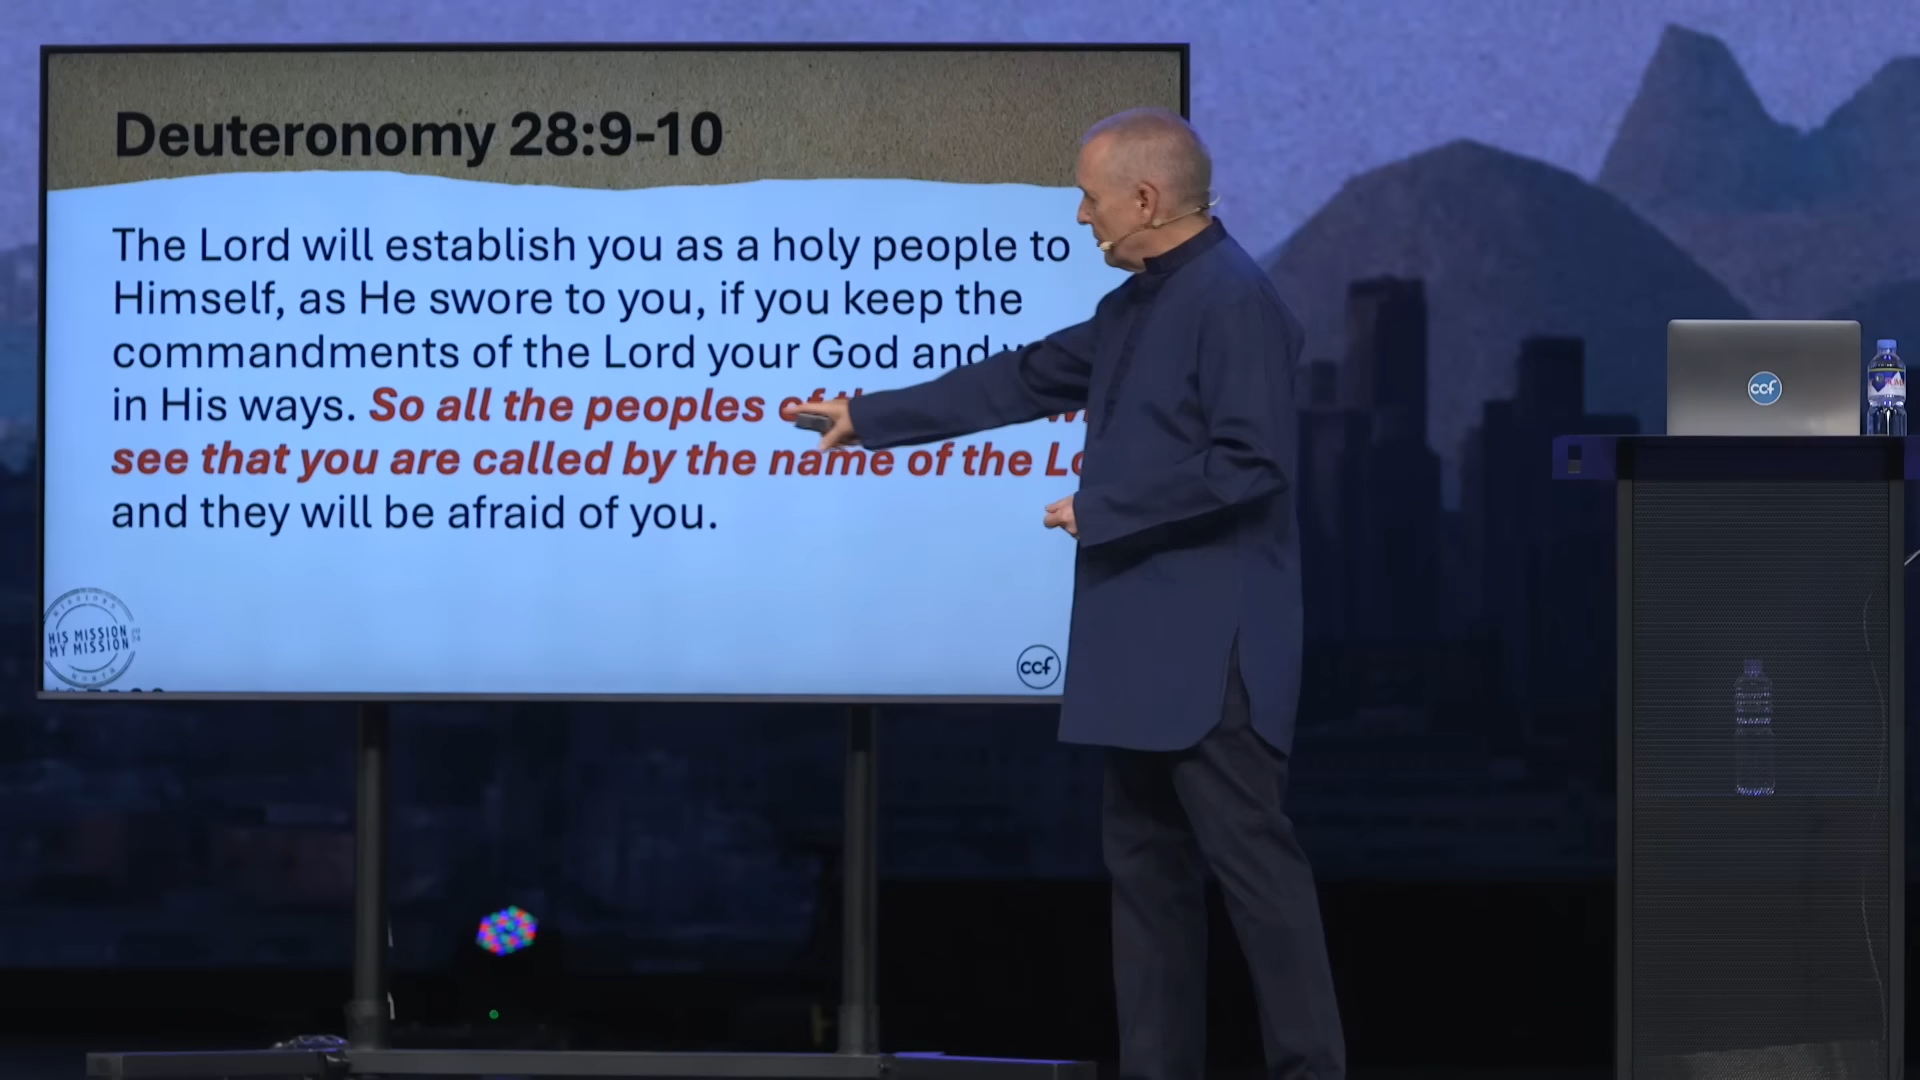 Deuteronomy 28:9-10
The Lord will establish you as a holy people to
Himself, as He swore to you, if you keep the
commandments of the Lord your God and
in His ways. So all the peoples of
see that you are called by the name of the
and they will be afraid of you.
MISSIONS
HIS MISSION
MY MISSION
MONTH
ccf
ccf